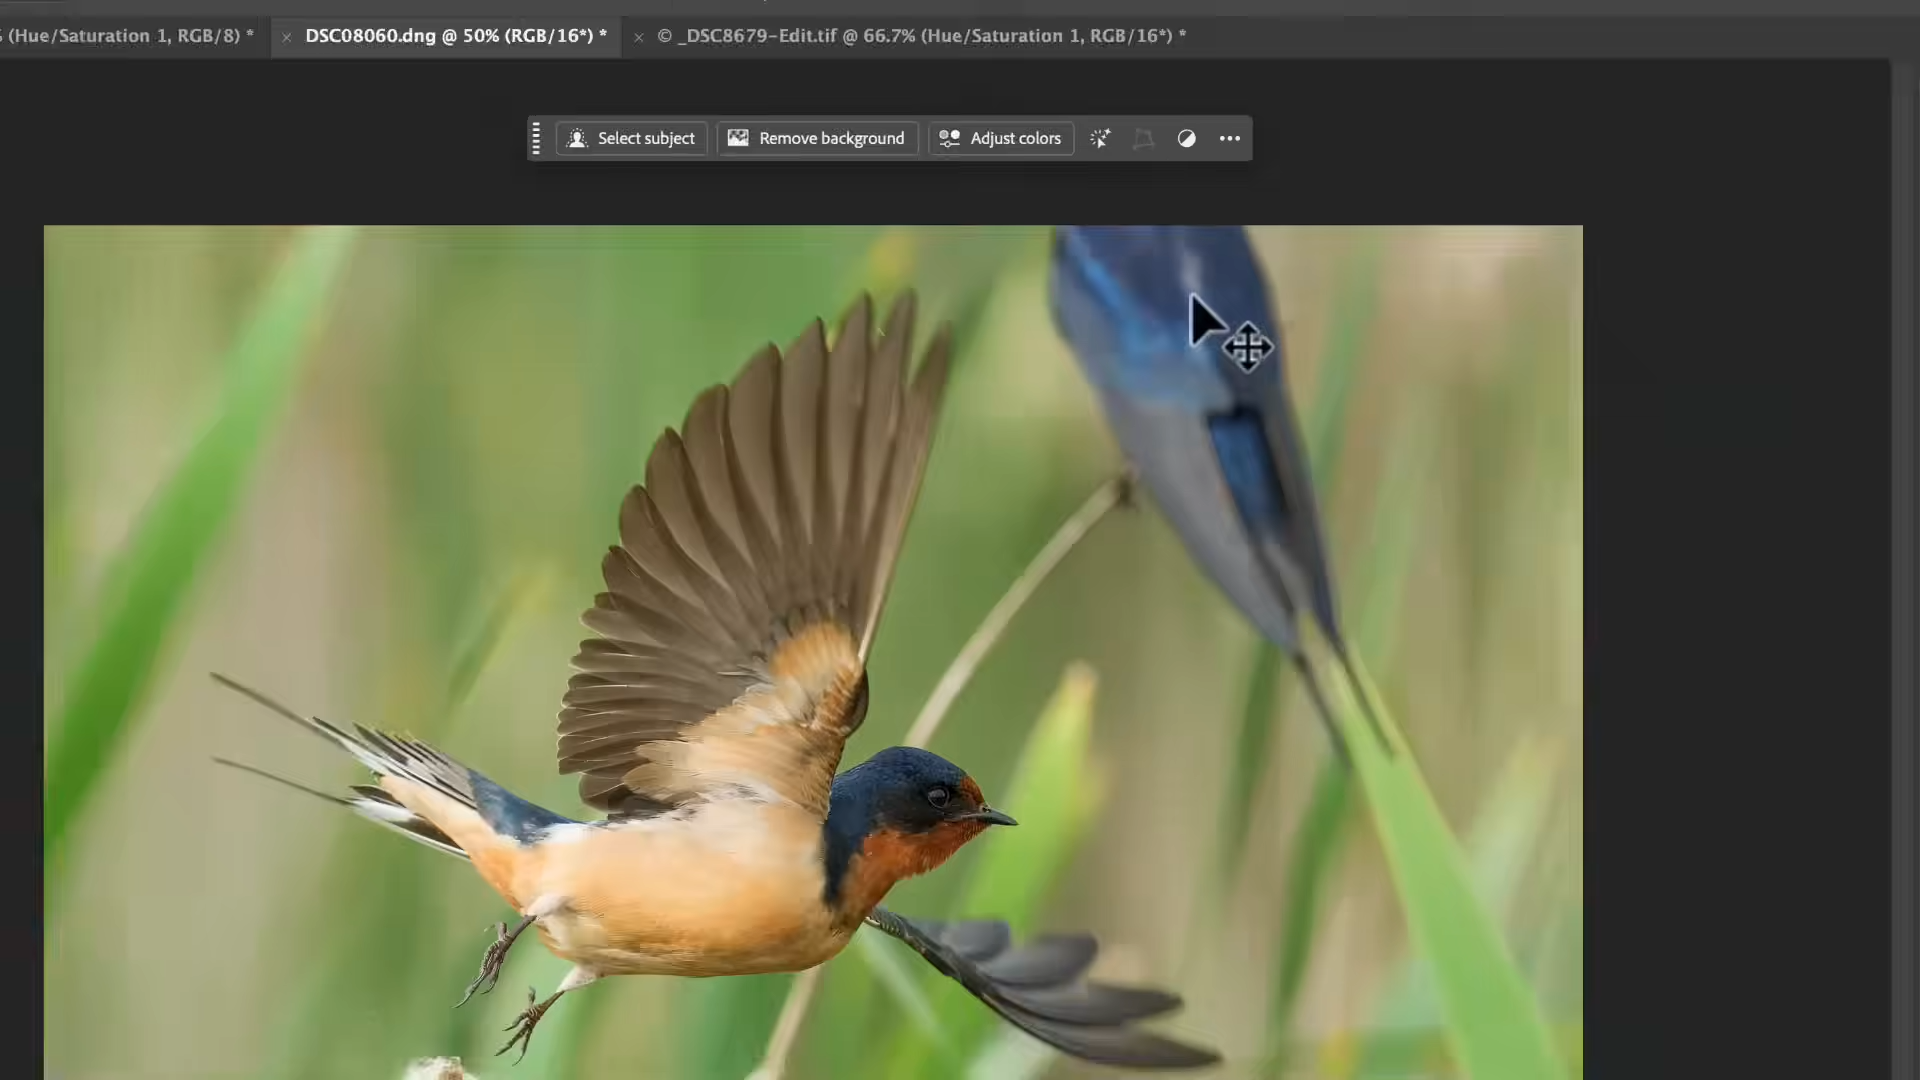 (Hue/Saturation 1, RGB/8) *
DSC08060.dng @ 50% (RGB/16*) *
© _DSC8679-Edit.tif @ 66.7% (Hue/Saturation 1, RGB/16*) *
Select subject
Remove background
Adjust colors